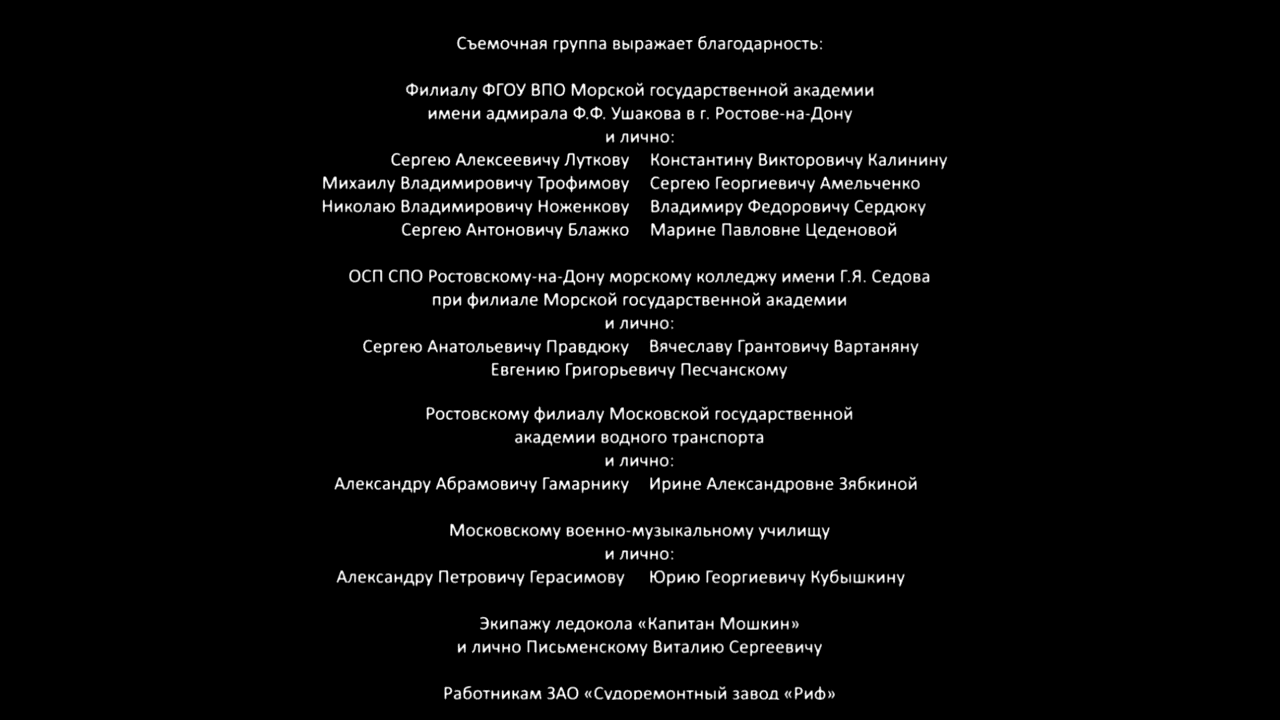 Съемочная группа выражает благодарность:
Филиалу ФГОУ ВПО Морской государственной академии
имени адмирала Ф.Ф. Ушакова в г. Ростове-на-Дону
и лично:
Сергею Алексеевичу Луткову Константину Викторовичу Калинину
Михаилу Владимировичу Трофимову Сергею Георгиевичу Амельченко
Николаю Владимировичу Ноженкову Владимиру Федоровичу Сердюку
Сергею Антоновичу Блажко Марине Павловне Цеденовой
ОСП СПО Ростовскому-на-Дону морскому колледжу имени Г.Я. Седова
при филиале Морской государственной академии
и лично:
Сергею Анатольевичу Правдюку Вячеславу Грантовичу Вартаняну
Евгению Григорьевичу Песчанскому
Ростовскому филиалу Московской государственной
академии водного транспорта
и лично:
Александру Абрамовичу Гамарнику Ирине Александровне Зябкиной
Московскому военно-музыкальному училищу
и лично:
Александру Петровичу Герасимову Юрию Георгиевичу Кубышкину
Экипажу ледокола «Капитан Мошкин»
и лично Письменскому Виталию Сергеевичу
Работникам ЗАО «Судоремонтный завод «Риф»